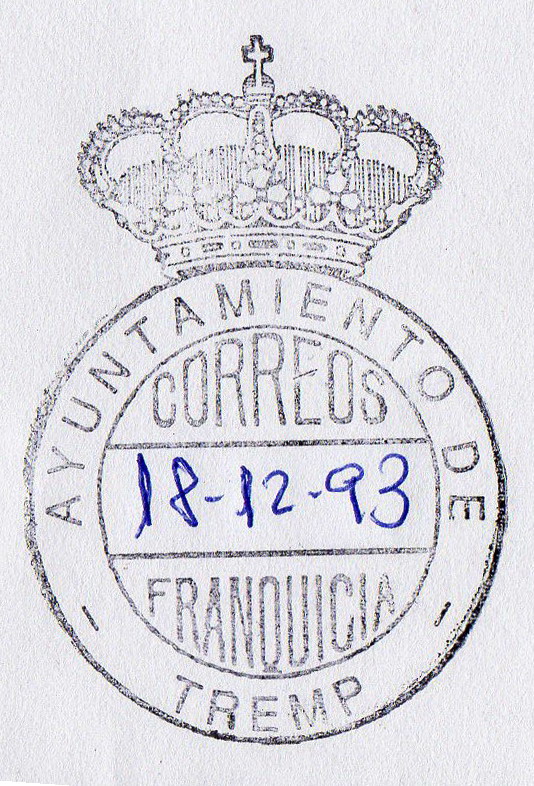 AYUNTAMIENTO DE
CORREOS
18-12-93
FRANQUICIA
- TREMP -